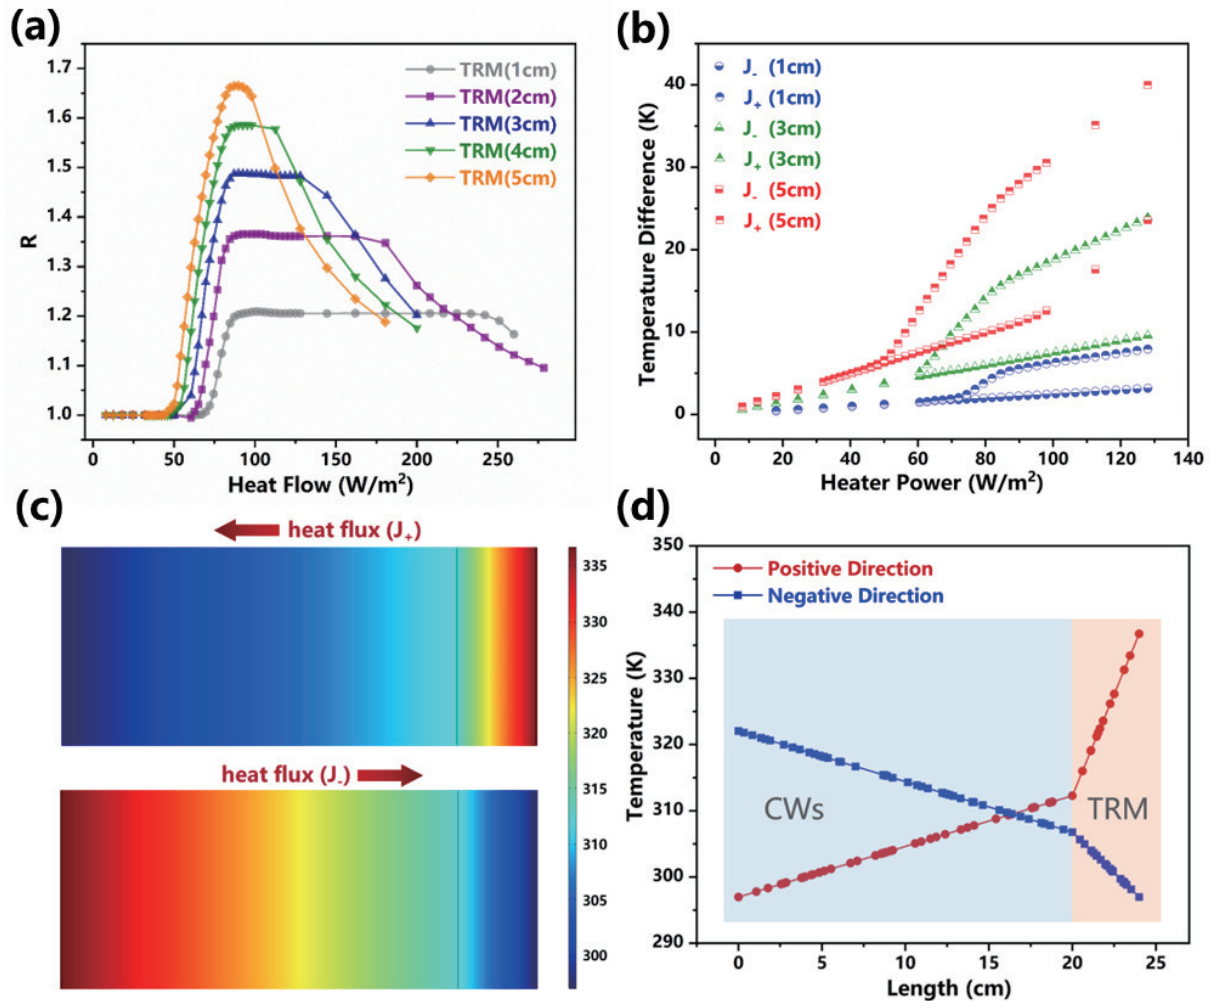 (a)
1.7
1.6
1.5
1.4
1.3
1.2
1.1
1.0
R
TRM(1cm)
TRM(2cm)
TRM(3cm)
TRM(4cm)
TRM(5cm)
0 50 100 150 200 250
Heat Flow (W/m²)
(b)
40
30
20
10
0
Temperature Difference (K)
J₋ (1cm)
J₊ (1cm)
J₋ (3cm)
J₊ (3cm)
J₋ (5cm)
J₊ (5cm)
0 20 40 60 80 100 120 140
Heater Power (W/m²)
(c)
heat flux (J₊)
heat flux (J₋)
335
330
325
320
315
310
305
300
(d)
350
340
330
320
310
300
290
Temperature (K)
Positive Direction
Negative Direction
CWs
TRM
0 5 10 15 20 25
Length (cm)